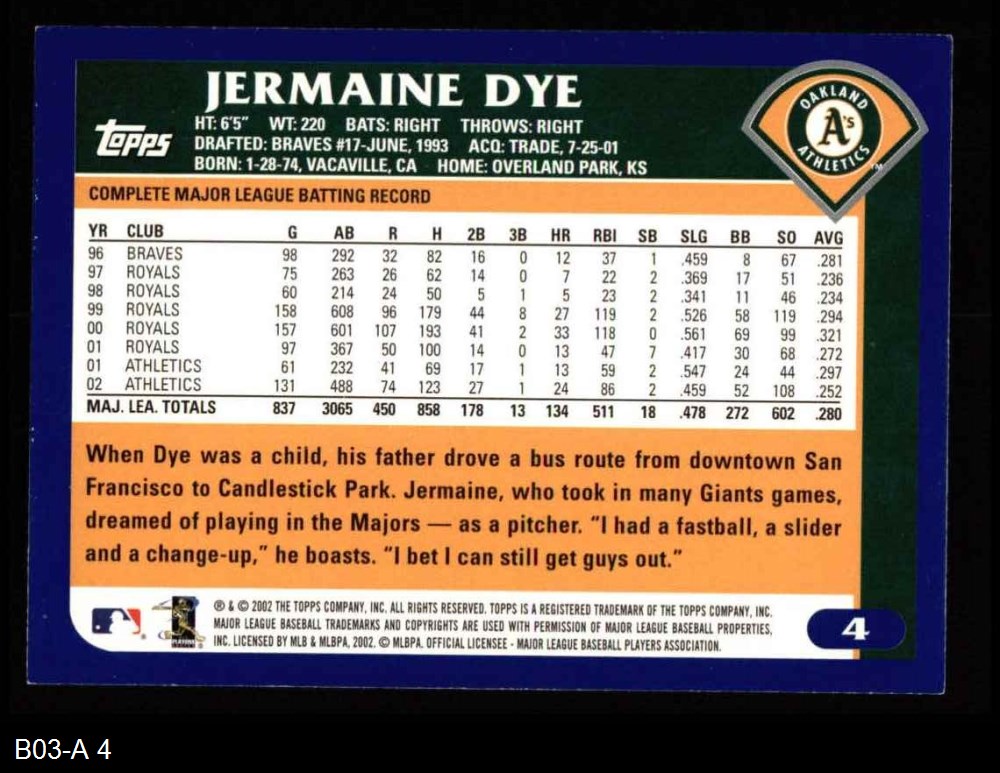 JERMAINE DYE
topps
HT: 6'5" WT: 220 BATS: RIGHT THROWS: RIGHT
DRAFTED: BRAVES #17-JUNE, 1993 ACQ: TRADE, 7-25-01
BORN: 1-28-74, VACAVILLE, CA HOME: OVERLAND PARK, KS
OAKLAND
A's
ATHLETICS
TM
COMPLETE MAJOR LEAGUE BATTING RECORD
YR CLUB G AB R H 2B 3B HR RBI SB SLG BB SO AVG
96 BRAVES 98 292 32 82 16 0 12 37 1 .459 8 67 .281
97 ROYALS 75 263 26 62 14 0 7 22 2 .369 17 51 .236
98 ROYALS 60 214 24 50 5 1 5 23 2 .341 11 46 .234
99 ROYALS 158 608 96 179 44 8 27 119 2 .526 58 119 .294
00 ROYALS 157 601 107 193 41 2 33 118 0 .561 69 99 .321
01 ROYALS 97 367 50 100 14 0 13 47 7 .417 30 68 .272
01 ATHLETICS 61 232 41 69 17 1 13 59 2 .547 24 44 .297
02 ATHLETICS 131 488 74 123 27 1 24 86 2 .459 52 108 .252
MAJ. LEA. TOTALS 837 3065 450 858 178 13 134 511 18 .478 272 602 .280
When Dye was a child, his father drove a bus route from downtown San
Francisco to Candlestick Park. Jermaine, who took in many Giants games,
dreamed of playing in the Majors — as a pitcher. "I had a fastball, a slider
and a change-up," he boasts. "I bet I can still get guys out."
® & © 2002 THE TOPPS COMPANY, INC. ALL RIGHTS RESERVED. TOPPS IS A REGISTERED TRADEMARK OF THE TOPPS COMPANY, INC.
MAJOR LEAGUE BASEBALL TRADEMARKS AND COPYRIGHTS ARE USED WITH PERMISSION OF MAJOR LEAGUE BASEBALL PROPERTIES,
INC. LICENSED BY MLB & MLBPA, 2002. © MLBPA. OFFICIAL LICENSEE - MAJOR LEAGUE BASEBALL PLAYERS ASSOCIATION.
4
B03-A 4